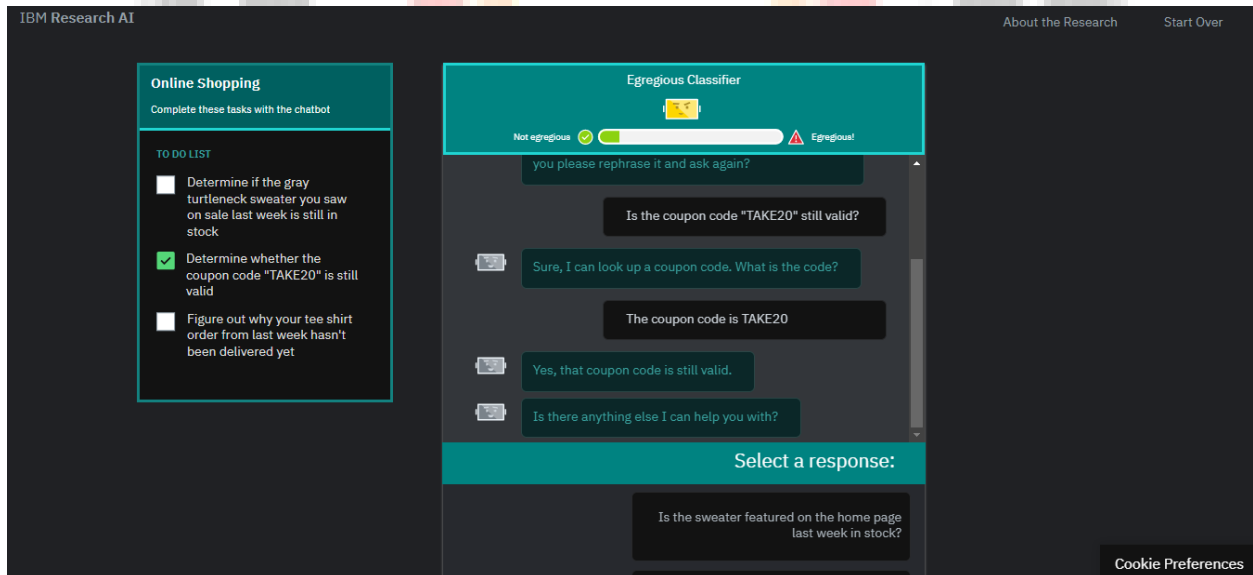 IBM Research AI
About the Research
Start Over
Online Shopping
Complete these tasks with the chatbot
TO DO LIST
Determine if the gray
turtleneck sweater you saw
on sale last week is still in
stock
Determine whether the
coupon code "TAKE20" is still
valid
Figure out why your tee shirt
order from last week hasn't
been delivered yet
Egregious Classifier
Not egregious
Egregious!
you please rephrase it and ask again?
Is the coupon code "TAKE20" still valid?
Sure, I can look up a coupon code. What is the code?
The coupon code is TAKE20
Yes, that coupon code is still valid.
Is there anything else I can help you with?
Select a response:
Is the sweater featured on the home page
last week in stock?
Cookie Preferences